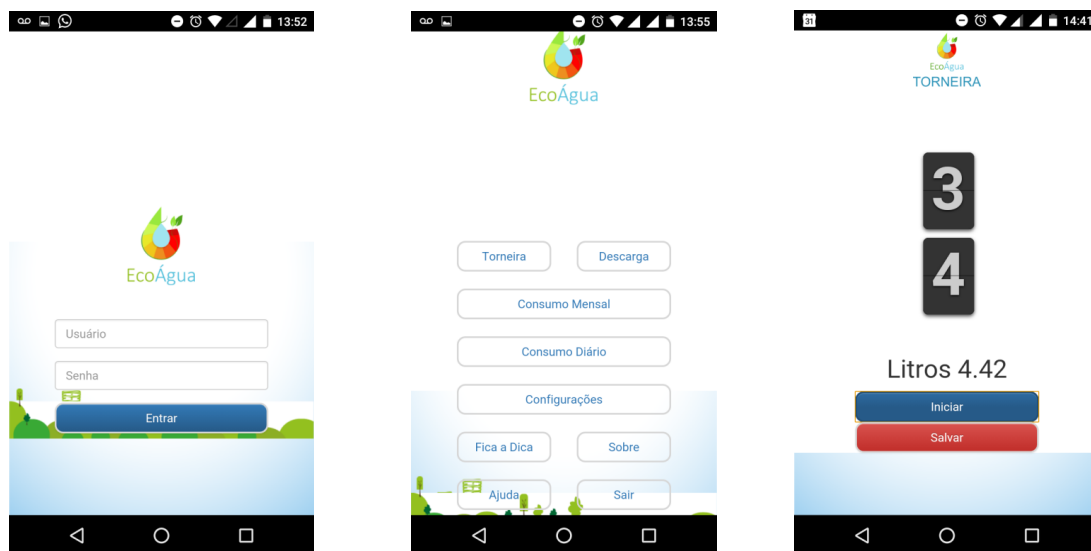 13:52
EcoÁgua
Usuário
Senha
Entrar
13:55
EcoÁgua
Torneira Descarga
Consumo Mensal
Consumo Diário
Configurações
Fica a Dica Sobre
Ajuda Sair
31 14:41
EcoÁgua
TORNEIRA
3
4
Litros 4.42
Iniciar
Salvar